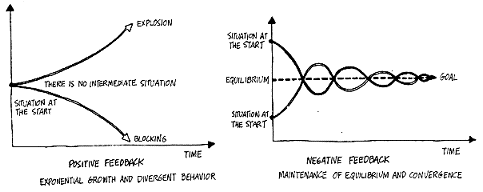 EXPLOSION
THERE IS NO INTERMEDIATE SITUATION
SITUATION AT
THE START
BLOCKING
TIME
POSITIVE FEEDBACK
EXPONENTIAL GROWTH AND DIVERGENT BEHAVIOR
SITUATION AT
THE START
EQUILIBRIUM
GOAL
SITUATION AT
THE START
TIME
NEGATIVE FEEDBACK
MAINTENANCE OF EQUILIBRIUM AND CONVERGENCE